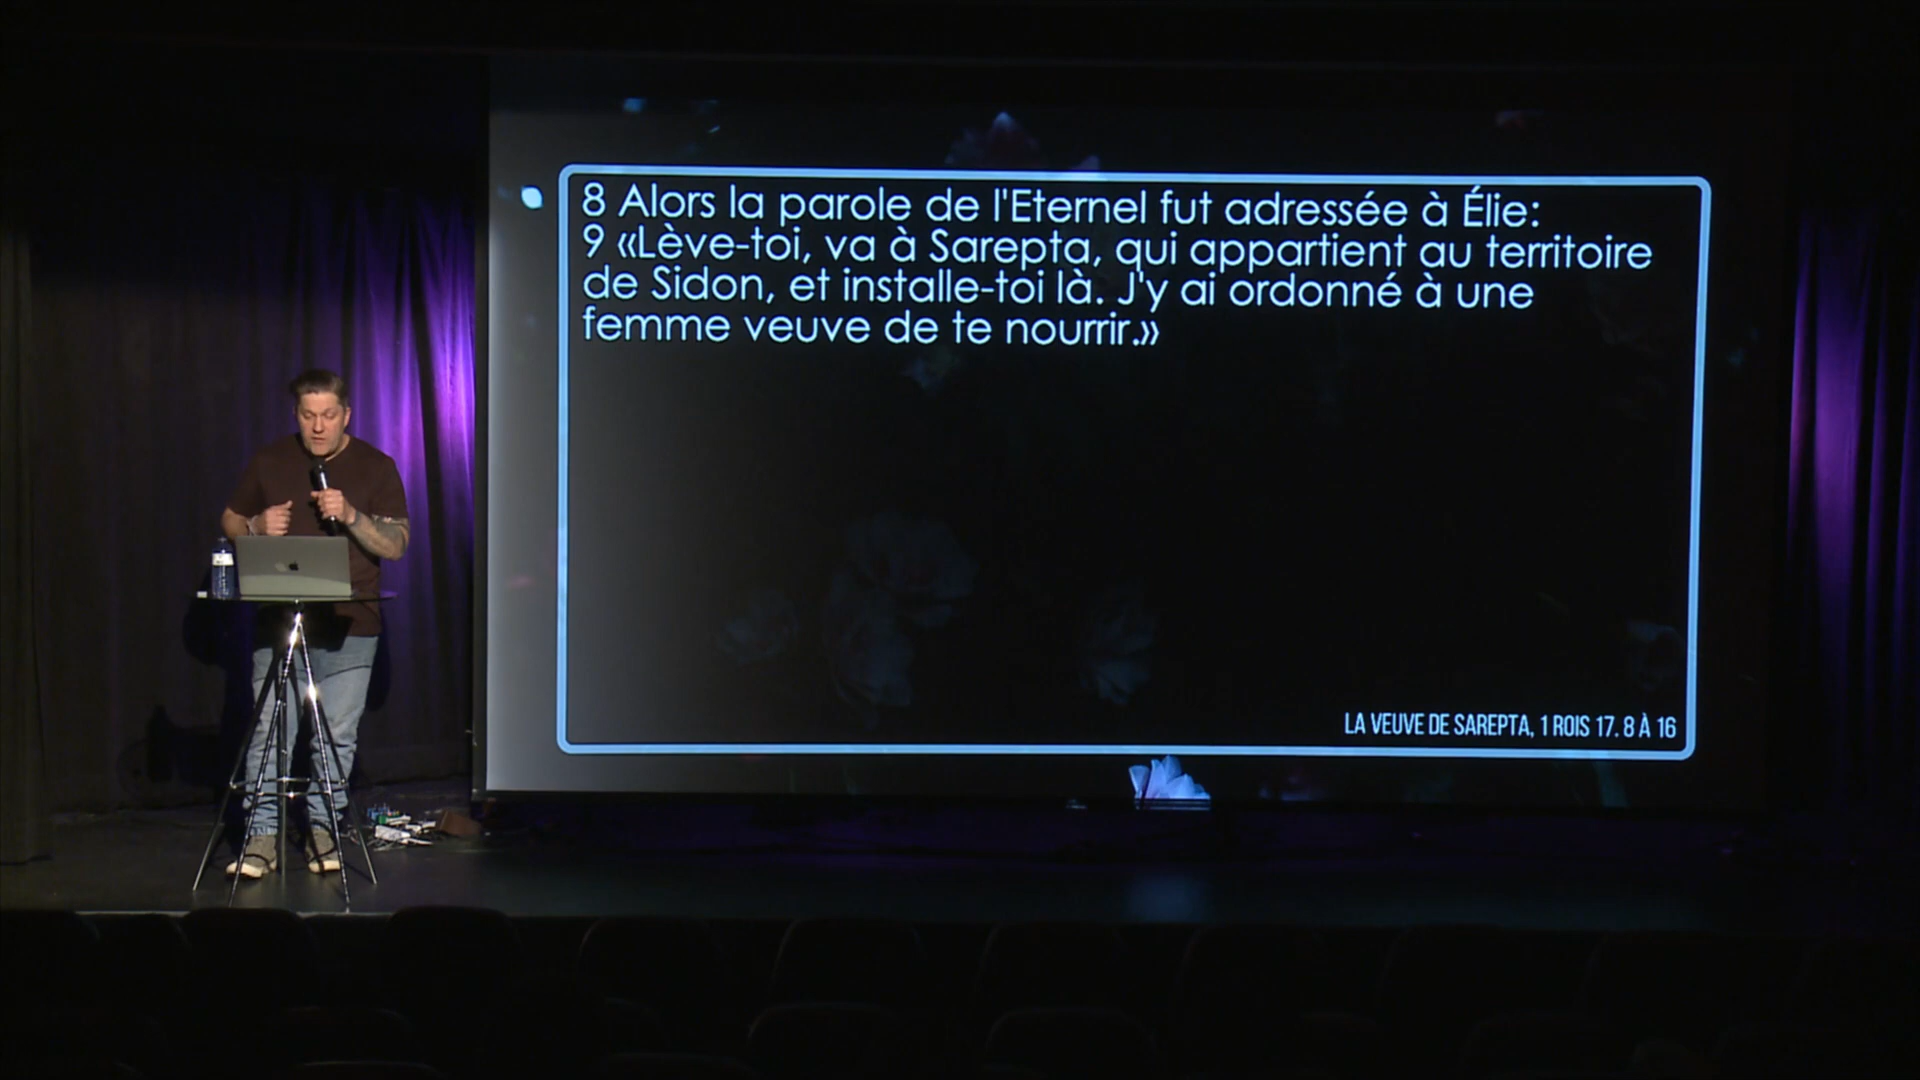 8 Alors la parole de l'Eternel fut adressée à Élie:
9 «Lève-toi, va à Sarepta, qui appartient au territoire
de Sidon, et installe-toi là. J'y ai ordonné à une
femme veuve de te nourrir.»
LA VEUVE DE SAREPTA, 1 ROIS 17. 8 À 16